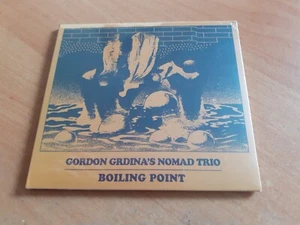 GORDON GRDINA'S NOMAD TRIO
BOILING POINT